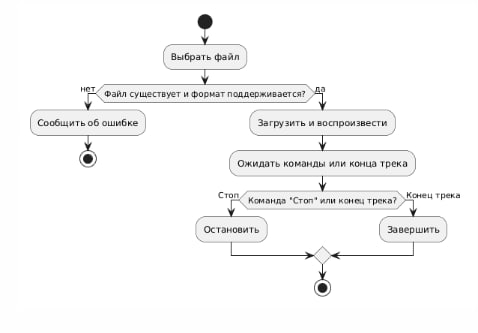 Выбрать файл
нет
Файл существует и формат поддерживается?
да
Сообщить об ошибке
Загрузить и воспроизвести
Ожидать команды или конца трека
Стоп
Команда "Стоп" или конец трека?
Конец трека
Остановить
Завершить